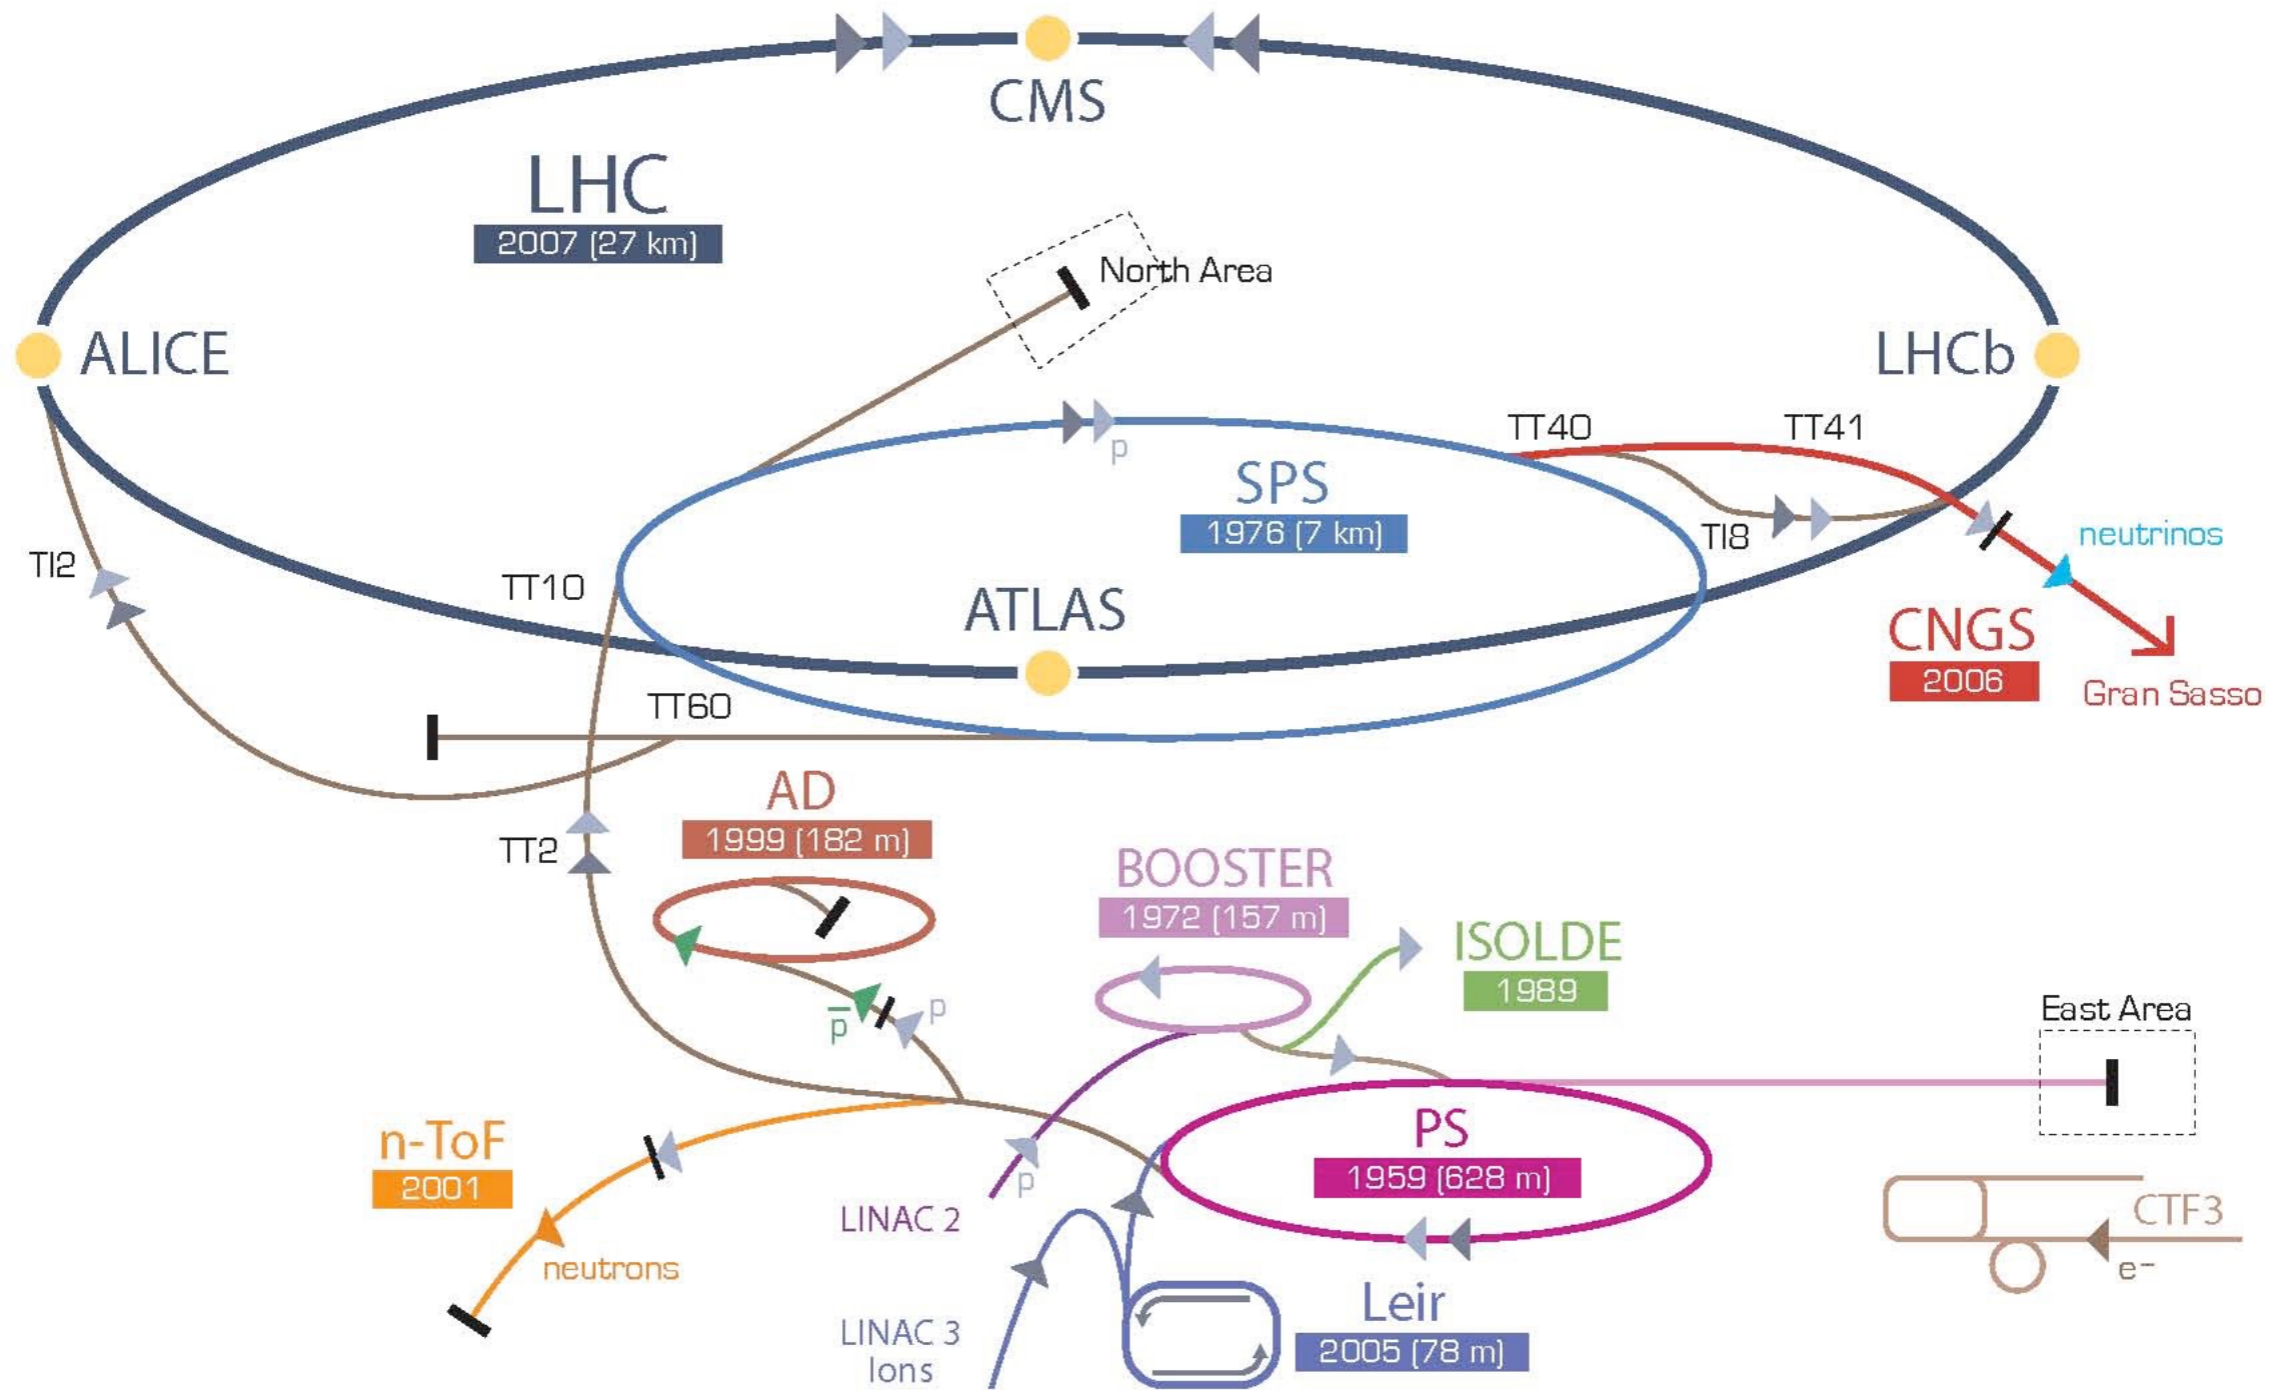 CMS
LHC
2007 (27 km)
North Area
ALICE
LHCb
TT40
TT41
p
SPS
1976 (7 km)
TI8
neutrinos
TI2
TT10
ATLAS
CNGS
2006
Gran Sasso
TT60
AD
1999 (182 m)
TT2
BOOSTER
1972 (157 m)
ISOLDE
1989
East Area
p̅
p
n-ToF
2001
PS
1959 (628 m)
p
LINAC 2
CTF3
e⁻
neutrons
Leir
2005 (78 m)
LINAC 3
Ions